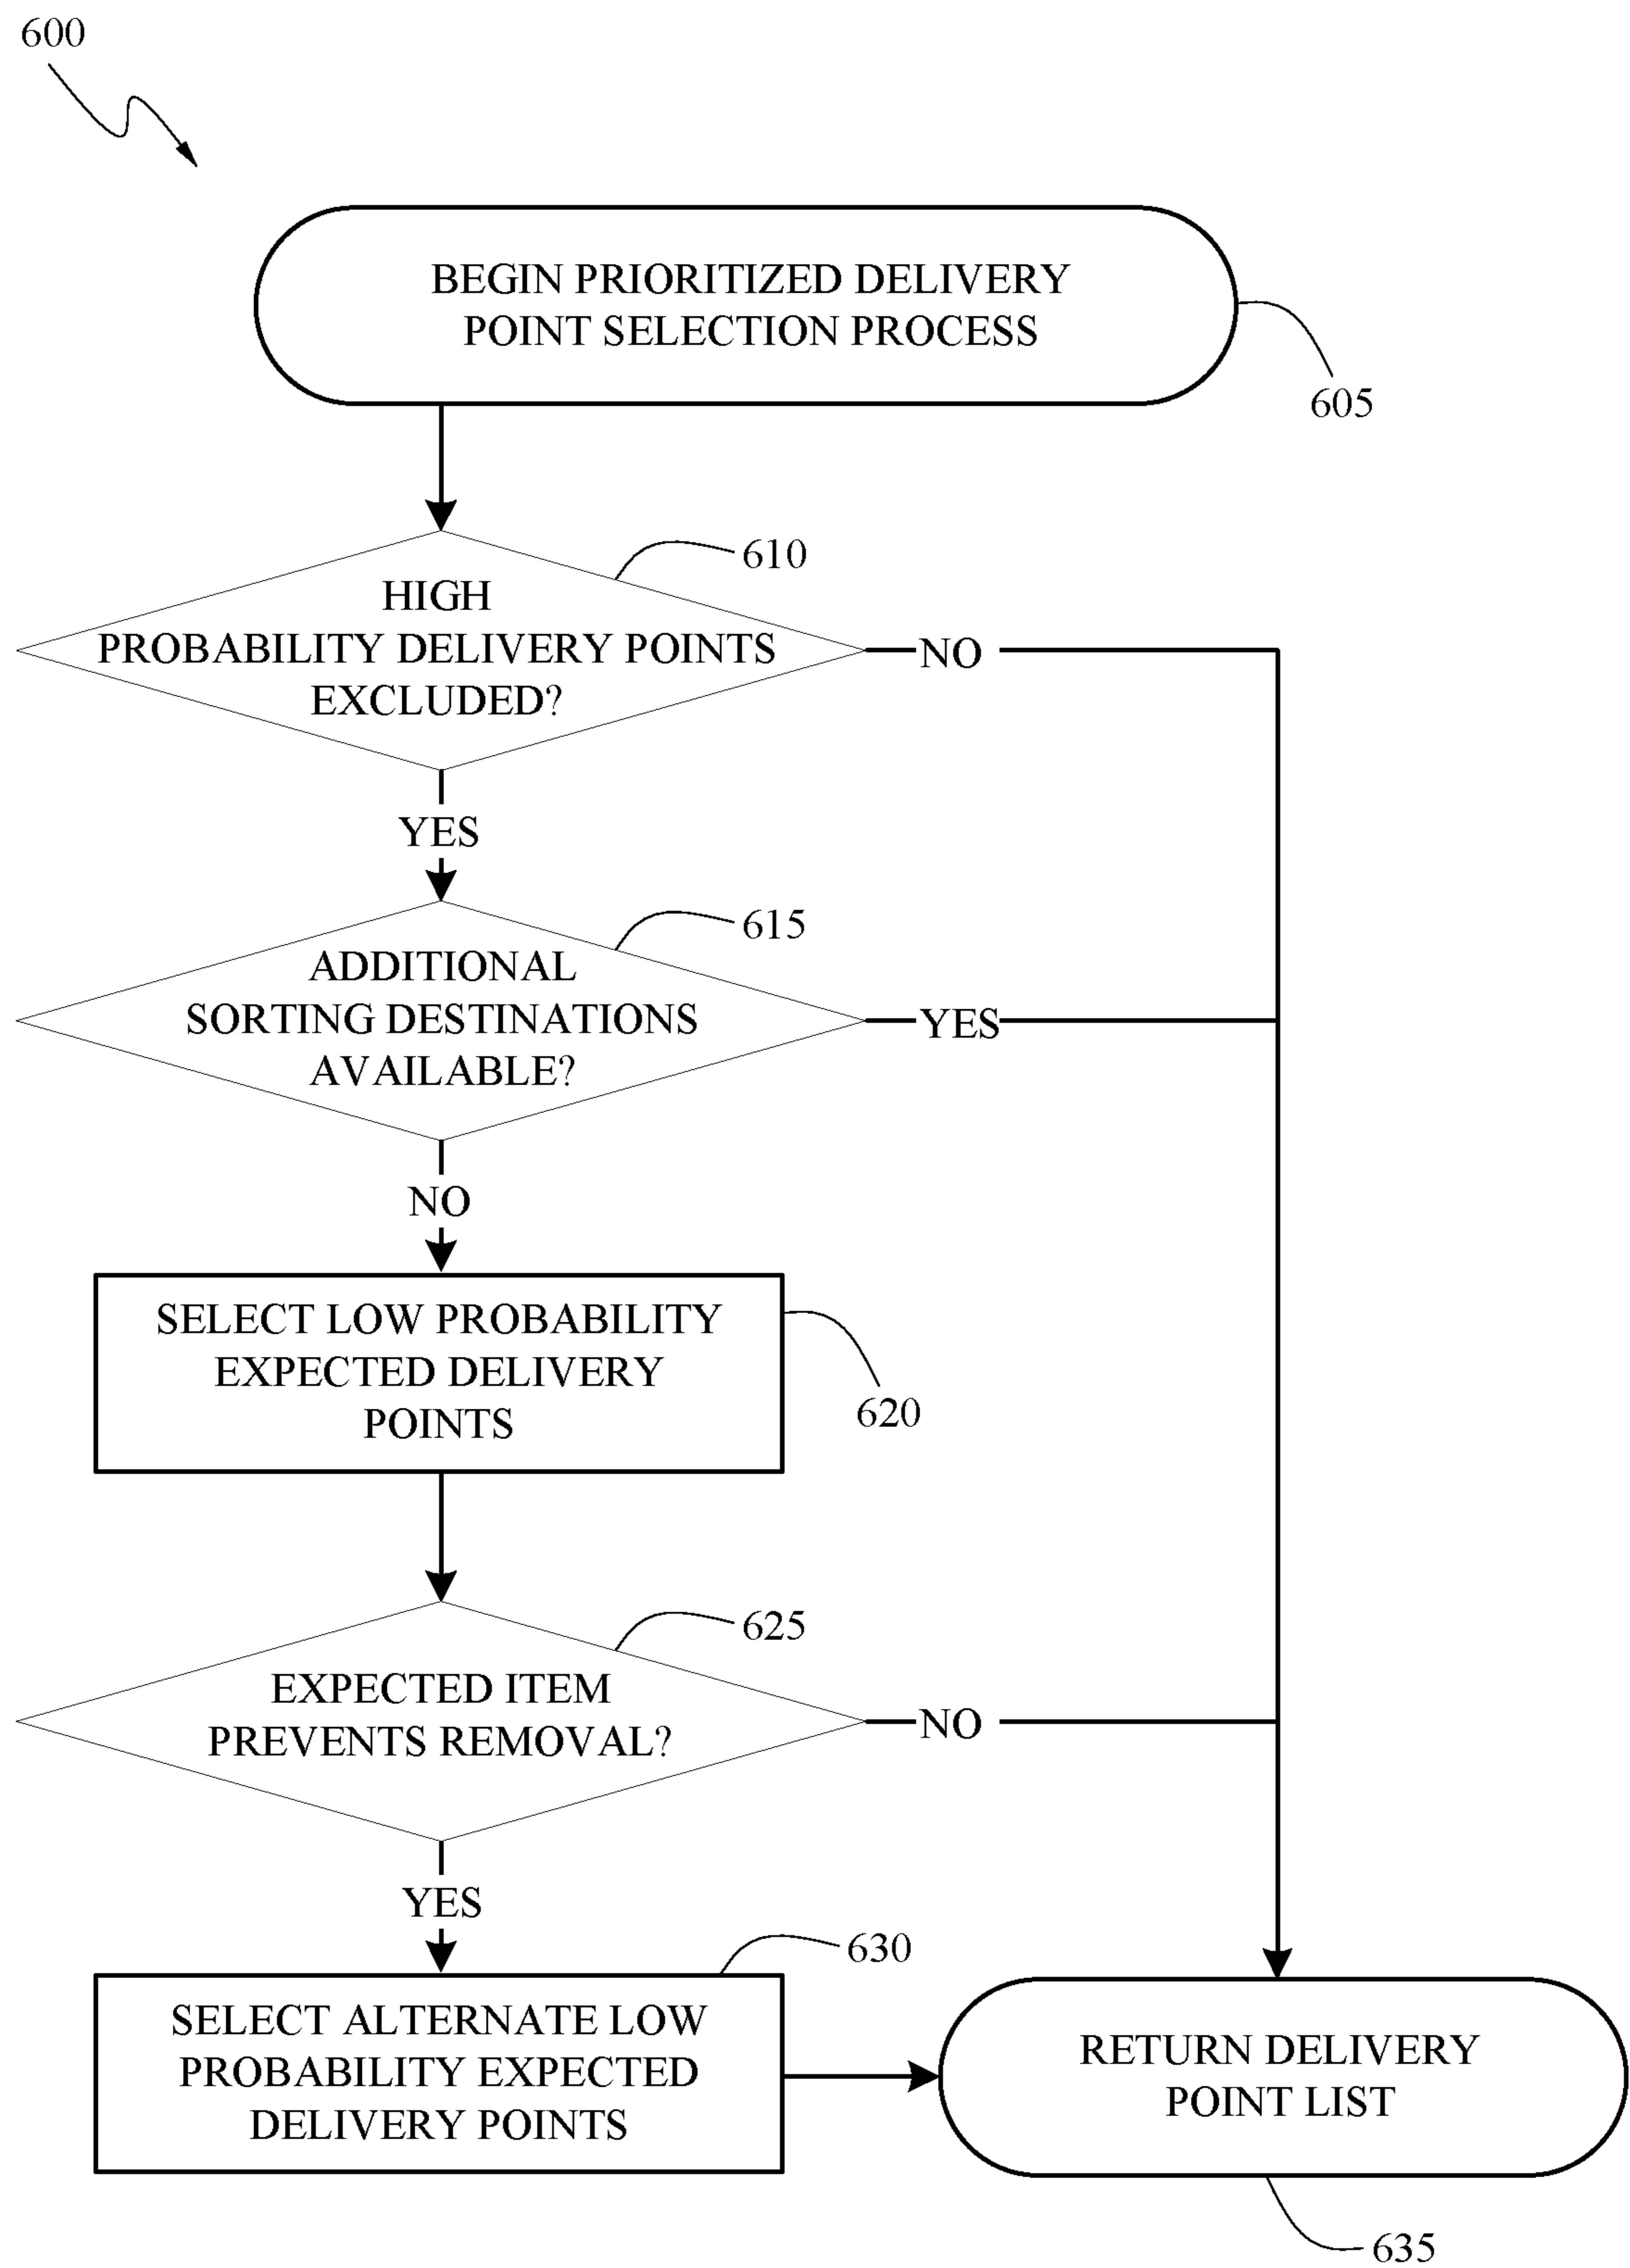 600
BEGIN PRIORITIZED DELIVERY
POINT SELECTION PROCESS
605
610
HIGH
PROBABILITY DELIVERY POINTS
EXCLUDED?
NO
YES
615
ADDITIONAL
SORTING DESTINATIONS
AVAILABLE?
YES
NO
SELECT LOW PROBABILITY
EXPECTED DELIVERY
POINTS
620
625
EXPECTED ITEM
PREVENTS REMOVAL?
NO
YES
630
SELECT ALTERNATE LOW
PROBABILITY EXPECTED
DELIVERY POINTS
RETURN DELIVERY
POINT LIST
635